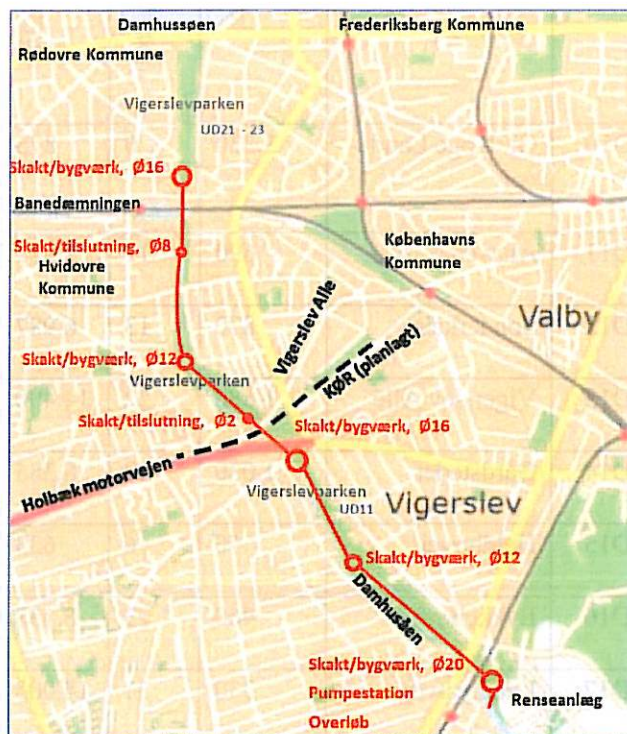 Damhussøen
Frederiksberg Kommune
Rødovre Kommune
Vigerslevparken
UD21 - 23
Skakt/bygværk, Ø16
Banedæmningen
Skakt/tilslutning, Ø8
Københavns
Kommune
Hvidovre
Kommune
Valby
Vigerslev Alle
KØR (planlagt)
Skakt/bygværk, Ø12
Vigerslevparken
Skakt/tilslutning, Ø2
Skakt/bygværk, Ø16
Holbæk motorvejen
Vigerslevparken
UD11
Vigerslev
Skakt/bygværk, Ø12
Damhusåen
Skakt/bygværk, Ø20
Pumpestation
Overløb
Renseanlæg